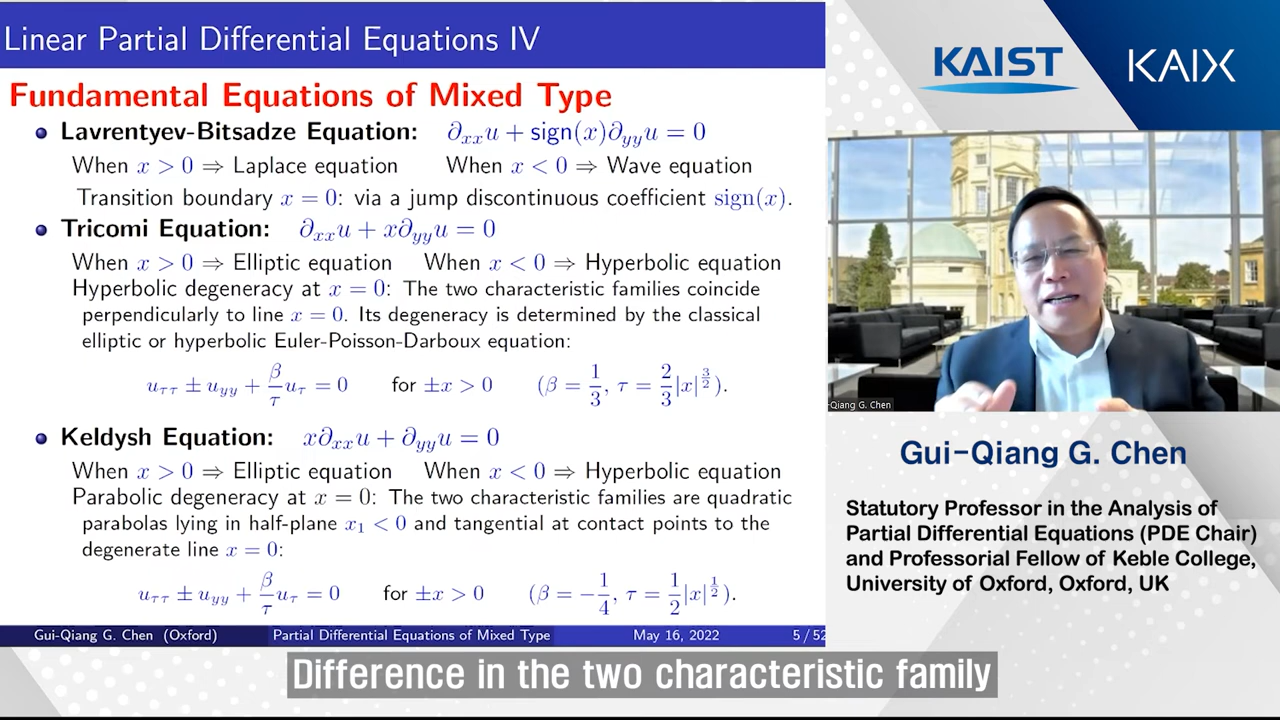 Linear Partial Differential Equations IV
Fundamental Equations of Mixed Type
Lavrentyev-Bitsadze Equation: ∂ₓₓu + sign(x)∂ᵧᵧu = 0
When x > 0 ⇒ Laplace equation When x < 0 ⇒ Wave equation
Transition boundary x = 0: via a jump discontinuous coefficient sign(x).
Tricomi Equation: ∂ₓₓu + x∂ᵧᵧu = 0
When x > 0 ⇒ Elliptic equation When x < 0 ⇒ Hyperbolic equation
Hyperbolic degeneracy at x = 0: The two characteristic families coincide
perpendicularly to line x = 0. Its degeneracy is determined by the classical
elliptic or hyperbolic Euler-Poisson-Darboux equation:
u_ττ ± u_yy + β/τ u_τ = 0 for ±x > 0 (β = 1/3, τ = 2/3|x|^(3/2)).
Keldysh Equation: x∂ₓₓu + ∂ᵧᵧu = 0
When x > 0 ⇒ Elliptic equation When x < 0 ⇒ Hyperbolic equation
Parabolic degeneracy at x = 0: The two characteristic families are quadratic
parabolas lying in half-plane x₁ < 0 and tangential at contact points to the
degenerate line x = 0:
u_ττ ± u_yy + β/τ u_τ = 0 for ±x > 0 (β = −1/4, τ = 1/2|x|^(1/2)).
Gui-Qiang G. Chen (Oxford) Partial Differential Equations of Mixed Type May 16, 2022 5 / 52
KAIST KAIX
-Qiang G. Chen
Gui-Qiang G. Chen
Statutory Professor in the Analysis of
Partial Differential Equations (PDE Chair)
and Professorial Fellow of Keble College,
University of Oxford, Oxford, UK
Difference in the two characteristic family